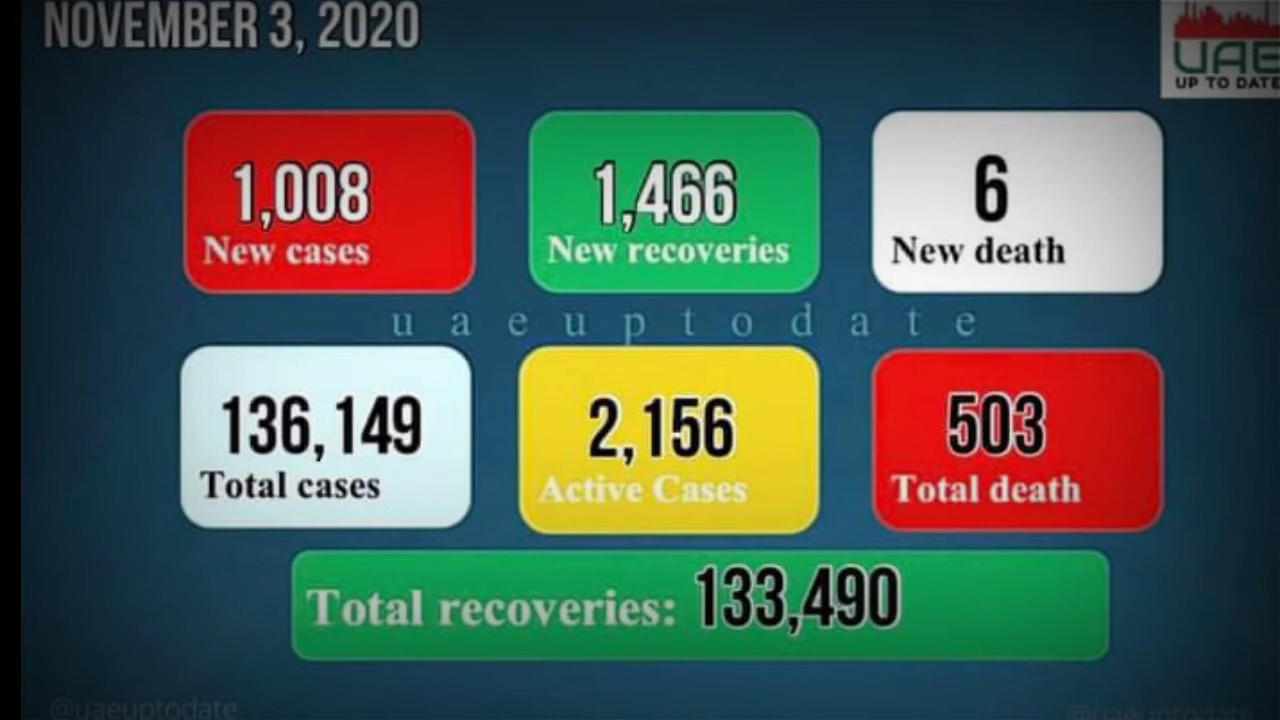 NOVEMBER 3, 2020
UAE
UP TO DATE
1,008
New cases
1,466
New recoveries
6
New death
uaeuptodate
136,149
Total cases
2,156
Active Cases
503
Total death
Total recoveries: 133,490
@uaeuptodate
@uaeuptodate